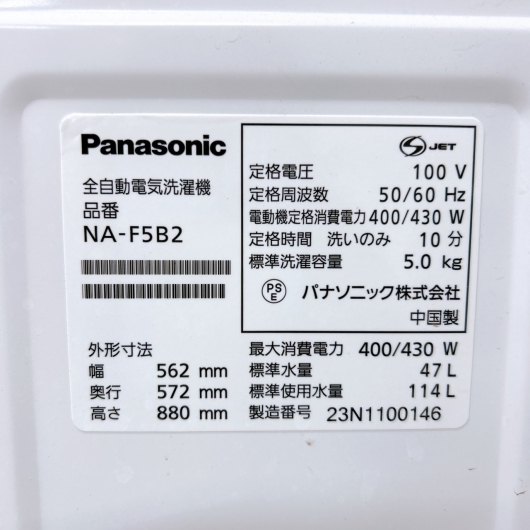 Panasonic
全自動電気洗濯機
品番
NA-F5B2
外形寸法
幅 562 mm
奥行 572 mm
高さ 880 mm
JET
定格電圧 100 V
定格周波数 50/60 Hz
電動機定格消費電力 400/430 W
定格時間 洗いのみ 10 分
標準洗濯容量 5.0 kg
PS
E パナソニック株式会社
中国製
最大消費電力 400/430 W
標準水量 47 L
標準使用水量 114 L
製造番号 23N1100146